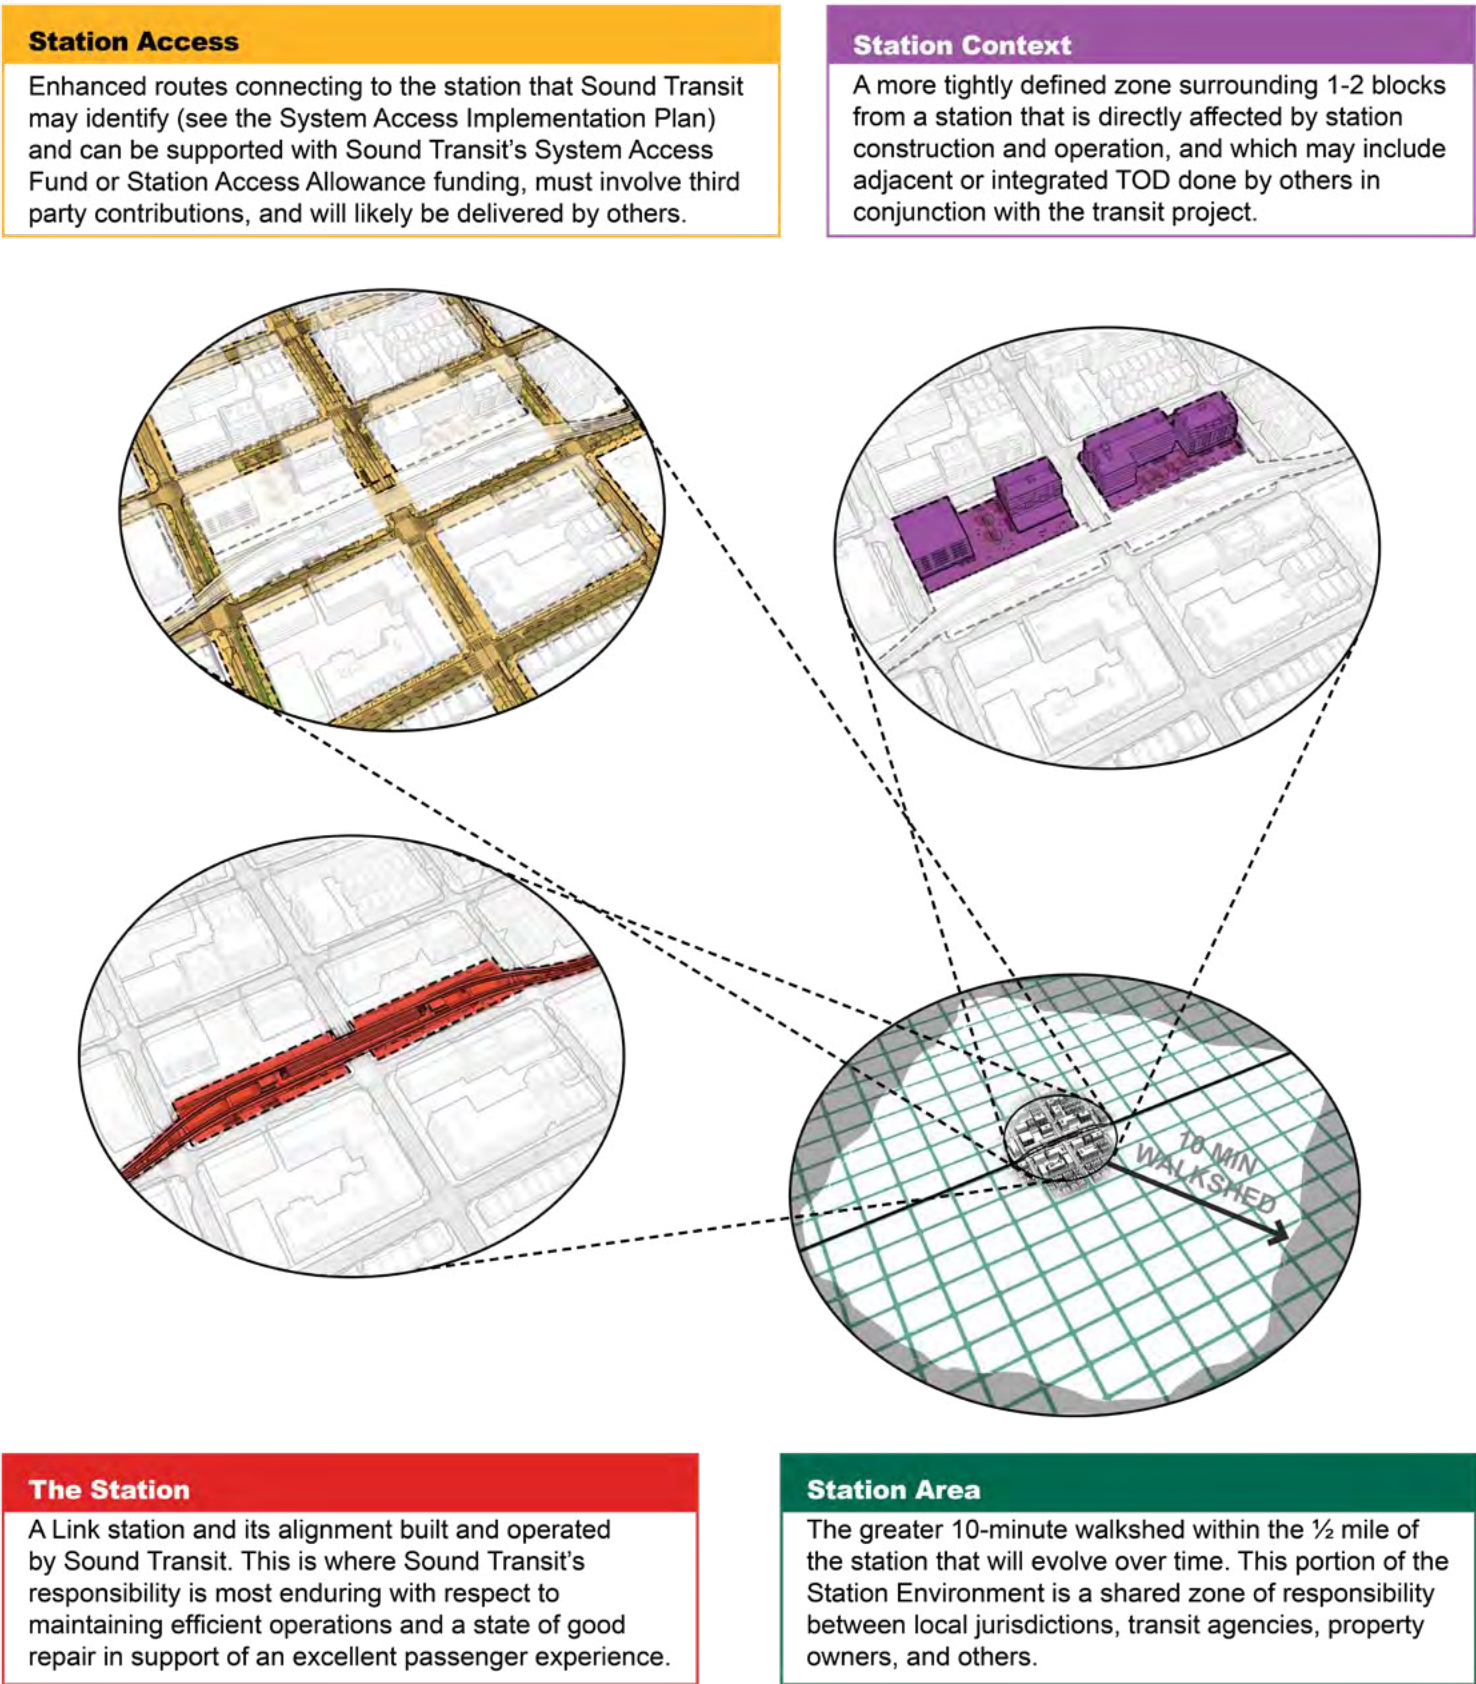 Station Access
Enhanced routes connecting to the station that Sound Transit
may identify (see the System Access Implementation Plan)
and can be supported with Sound Transit's System Access
Fund or Station Access Allowance funding, must involve third
party contributions, and will likely be delivered by others.
Station Context
A more tightly defined zone surrounding 1-2 blocks
from a station that is directly affected by station
construction and operation, and which may include
adjacent or integrated TOD done by others in
conjunction with the transit project.
10 MIN
WALKSHED
The Station
A Link station and its alignment built and operated
by Sound Transit. This is where Sound Transit's
responsibility is most enduring with respect to
maintaining efficient operations and a state of good
repair in support of an excellent passenger experience.
Station Area
The greater 10-minute walkshed within the ½ mile of
the station that will evolve over time. This portion of the
Station Environment is a shared zone of responsibility
between local jurisdictions, transit agencies, property
owners, and others.